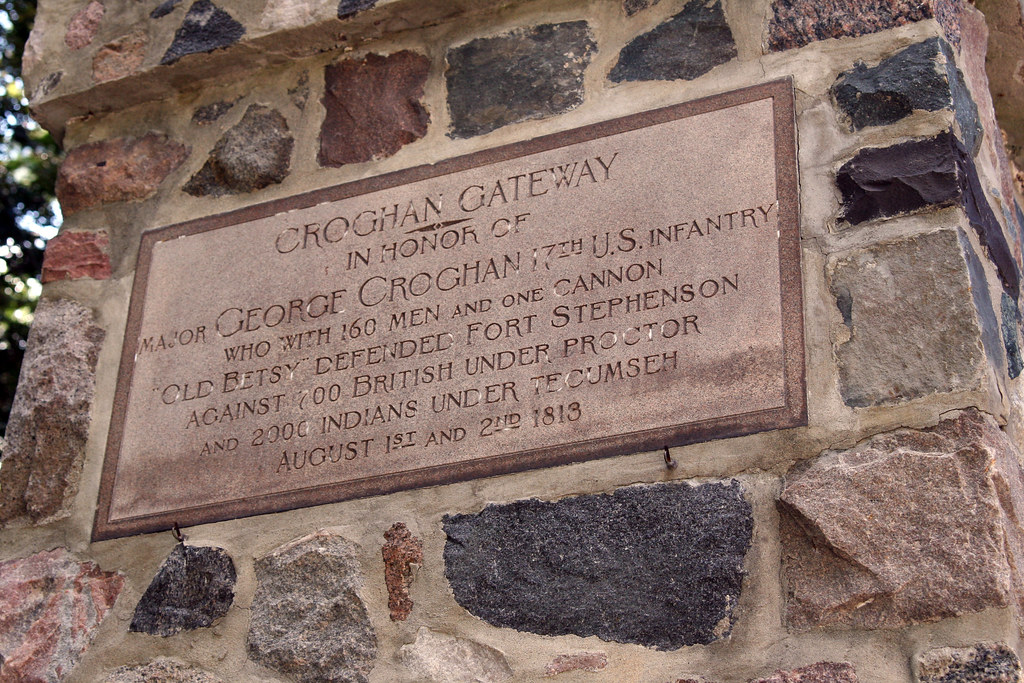 CROGHAN GATEWAY
IN HONOR OF
MAJOR GEORGE CROGHAN 17TH U.S. INFANTRY
WHO WITH 160 MEN AND ONE CANNON
"OLD BETSY" DEFENDED FORT STEPHENSON
AGAINST 700 BRITISH UNDER PROCTOR
AND 2000 INDIANS UNDER TECUMSEH
AUGUST 1ST AND 2ND 1813